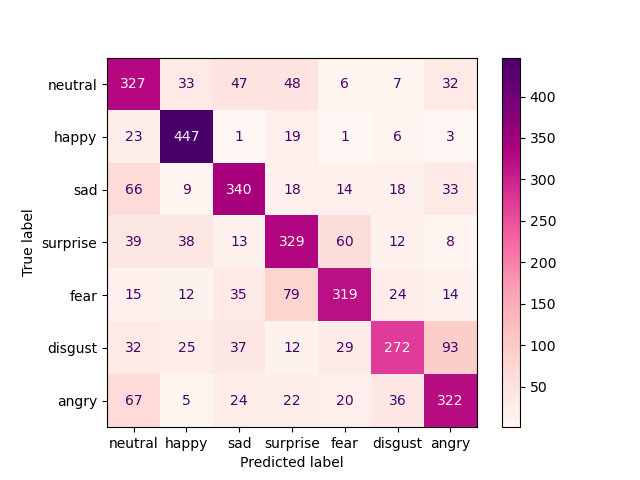 neutral 327 33 47 48 6 7 32
happy 23 447 1 19 1 6 3
sad 66 9 340 18 14 18 33
surprise 39 38 13 329 60 12 8
fear 15 12 35 79 319 24 14
disgust 32 25 37 12 29 272 93
angry 67 5 24 22 20 36 322
neutral happy sad surprise fear disgust angry
Predicted label
True label
400
350
300
250
200
150
100
50